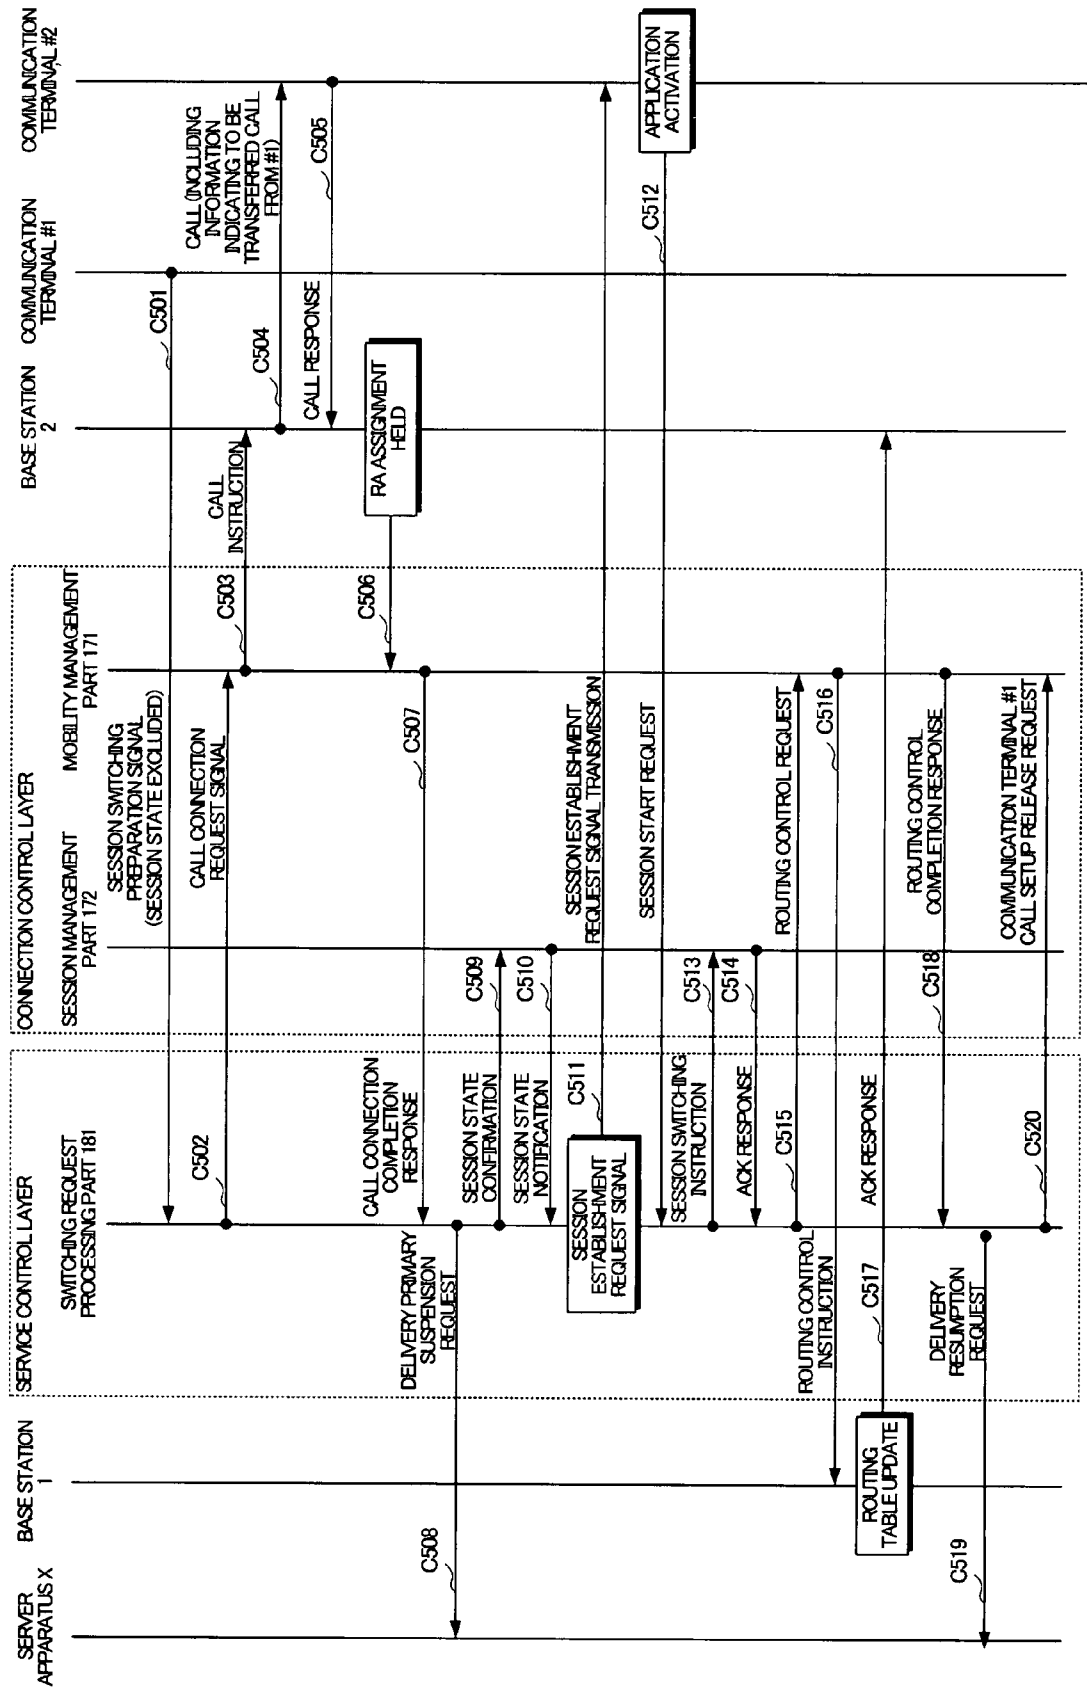 SERVER
APPARATUS X
BASE STATION
1
SERVICE CONTROL LAYER
SWITCHING REQUEST
PROCESSING PART 181
CONNECTION CONTROL LAYER
SESSION MANAGEMENT
PART 172
MOBILITY MANAGEMENT
PART 171
BASE STATION
2
COMMUNICATION
TERMINAL #1
COMMUNICATION
TERMINAL #2
SESSION SWITCHING
PREPARATION SIGNAL
(SESSION STATE EXCLUDED)
C501
C502
CALL CONNECTION
REQUEST SIGNAL
C503
CALL
INSTRUCTION
C504
CALL (INCLUDING
INFORMATION
INDICATING TO BE
TRANSFERRED CALL
FROM #1)
CALL RESPONSE
C505
RA ASSIGNMENT
HELD
C506
CALL CONNECTION
COMPLETION
RESPONSE
C507
C508
DELIVERY PRIMARY
SUSPENSION
REQUEST
SESSION STATE
CONFIRMATION
C509
SESSION STATE
NOTIFICATION
C510
SESSION
ESTABLISHMENT
REQUEST SIGNAL
C511
SESSION ESTABLISHMENT
REQUEST SIGNAL TRANSMISSION
SESSION START REQUEST
C512
APPLICATION
ACTIVATION
SESSION SWITCHING
INSTRUCTION
C513
ACK RESPONSE
C514
C515
ROUTING CONTROL REQUEST
ROUTING CONTROL
INSTRUCTION
C516
ROUTING
TABLE UPDATE
C517
ACK RESPONSE
C518
ROUTING CONTROL
COMPLETION RESPONSE
C519
DELIVERY
RESUMPTION
REQUEST
C520
COMMUNICATION TERMINAL #1
CALL SETUP RELEASE REQUEST